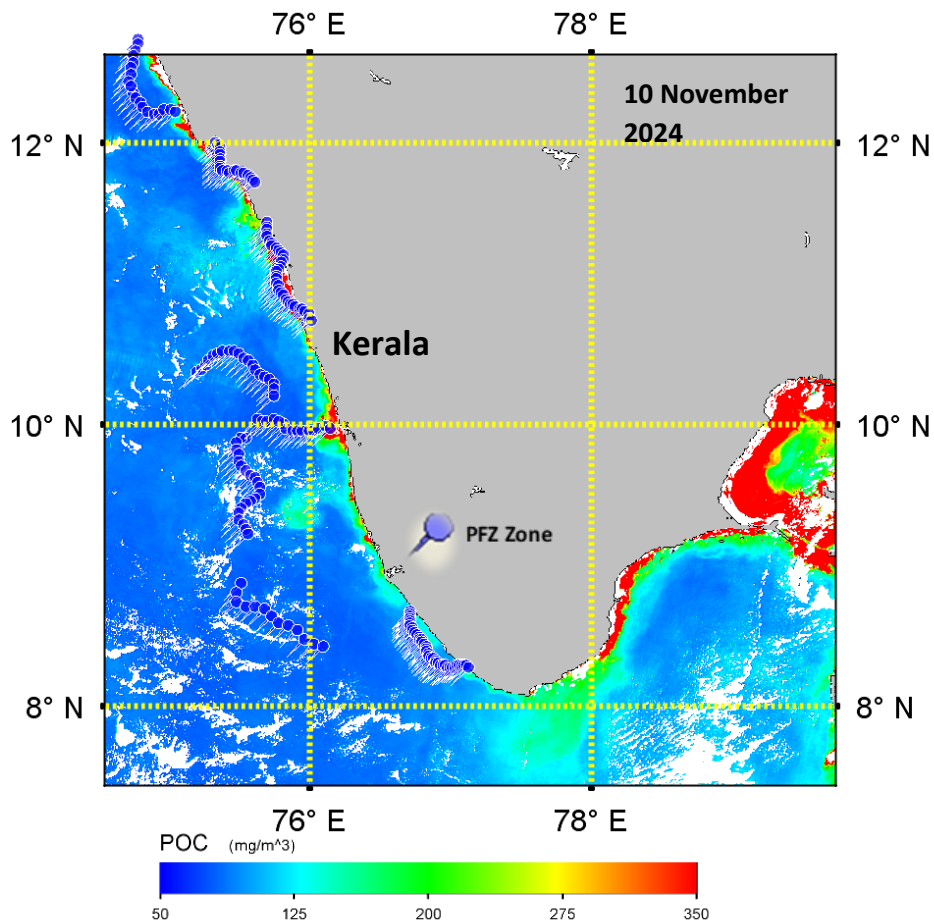 76° E 78° E
10 November
2024
12° N 12° N
Kerala
10° N 10° N
PFZ Zone
8° N 8° N
76° E 78° E
POC (mg/m^3)
50 125 200 275 350